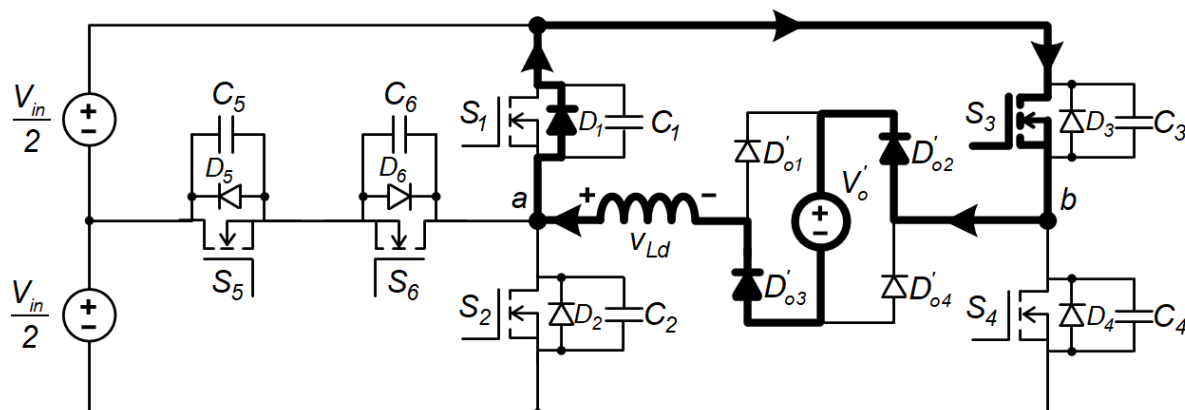 V_in/2
C_5
C_6
S_1
D_1
C_1
S_3
D_3
C_3
D_5
D_6
D'_o1
D'_o2
V'_o
+
−
a
+
−
b
v_Ld
S_5
S_6
V_in/2
+
−
S_2
D_2
C_2
D'_o3
+
−
D'_o4
S_4
D_4
C_4